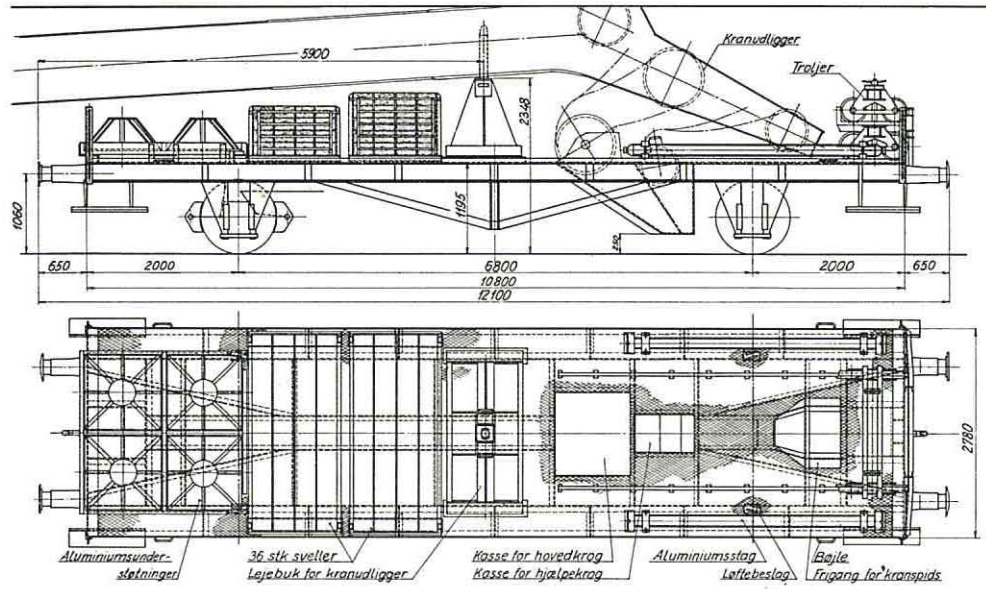 5900
Kranudligger
Troljer
2348
1060
1195
250
650
2000
6800
2000
650
10800
12100
2780
Aluminiumsunder-
støtninger
36 stk sveller
Lejebuk for kranudligger
Kasse for hovedkrog
Kasse for hjælpekrog
Aluminiumsstag
Løftebeslag
Bøjle
Frigang for kranspids